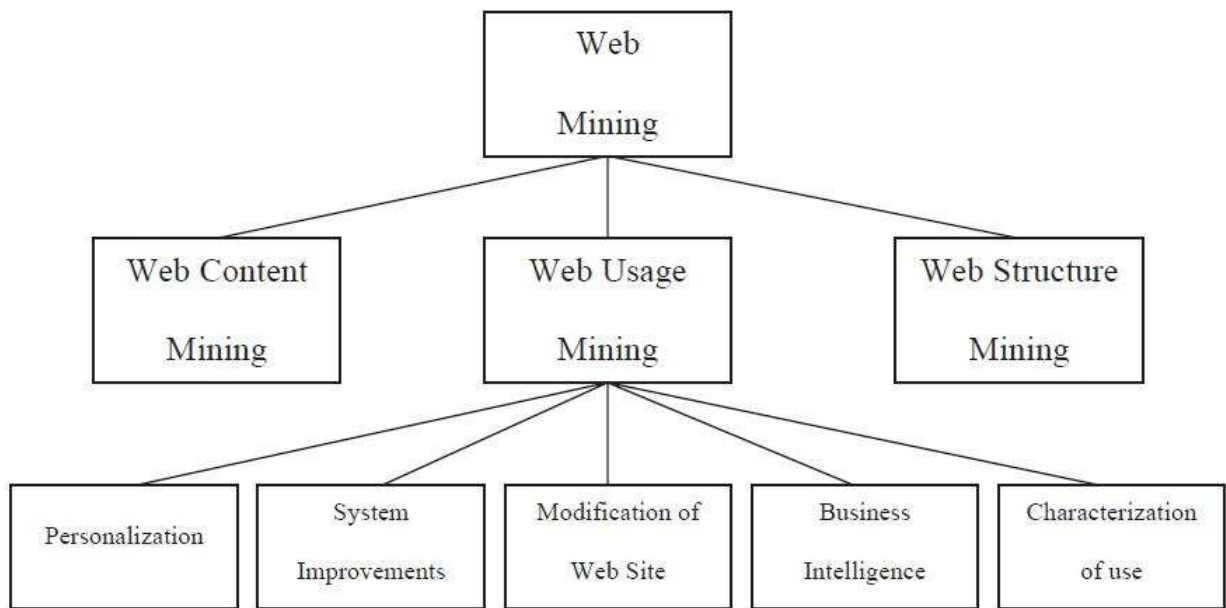 Web
Mining
Web Content
Mining
Web Usage
Mining
Web Structure
Mining
Personalization
System
Improvements
Modification of
Web Site
Business
Intelligence
Characterization
of use